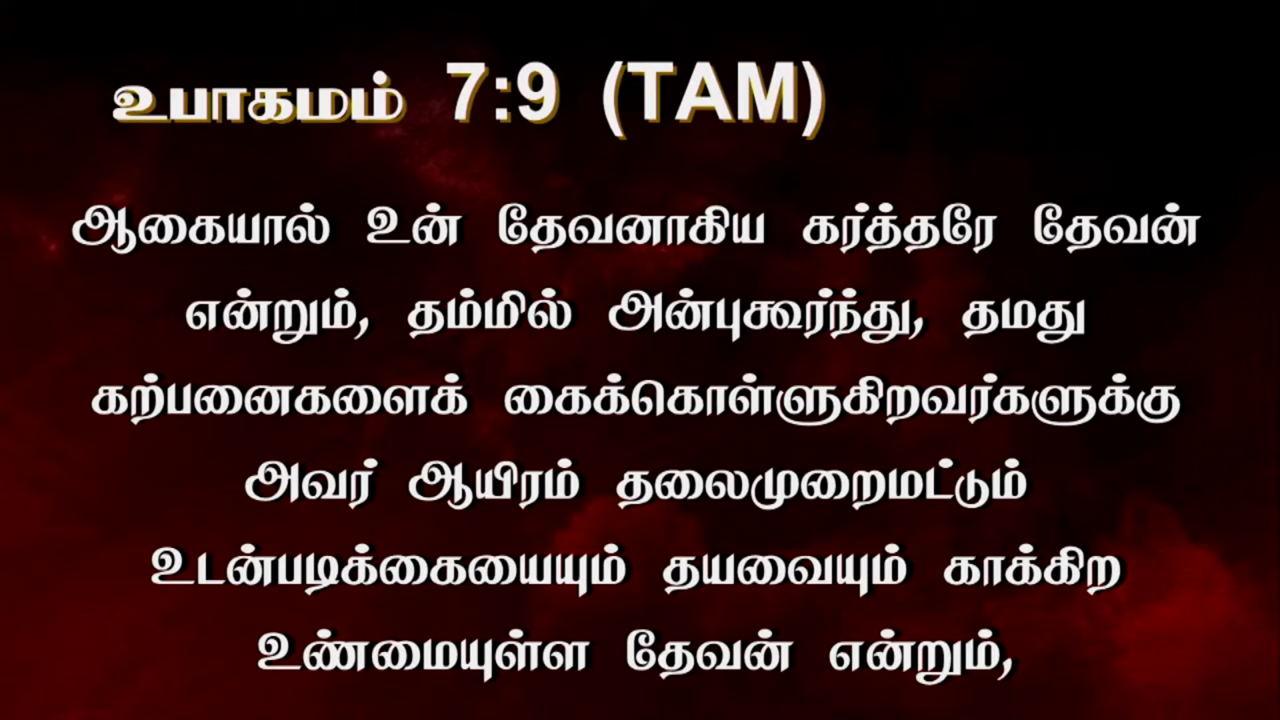 உபாகமம் 7:9 (TAM)
ஆகையால் உன் தேவனாகிய கர்த்தரே தேவன்
என்றும், தம்மில் அன்புகூர்ந்து, தமது
கற்பனைகளைக் கைக்கொள்ளுகிறவர்களுக்கு
அவர் ஆயிரம் தலைமுறைமட்டும்
உடன்படிக்கையையும் தயவையும் காக்கிற
உண்மையுள்ள தேவன் என்றும்,